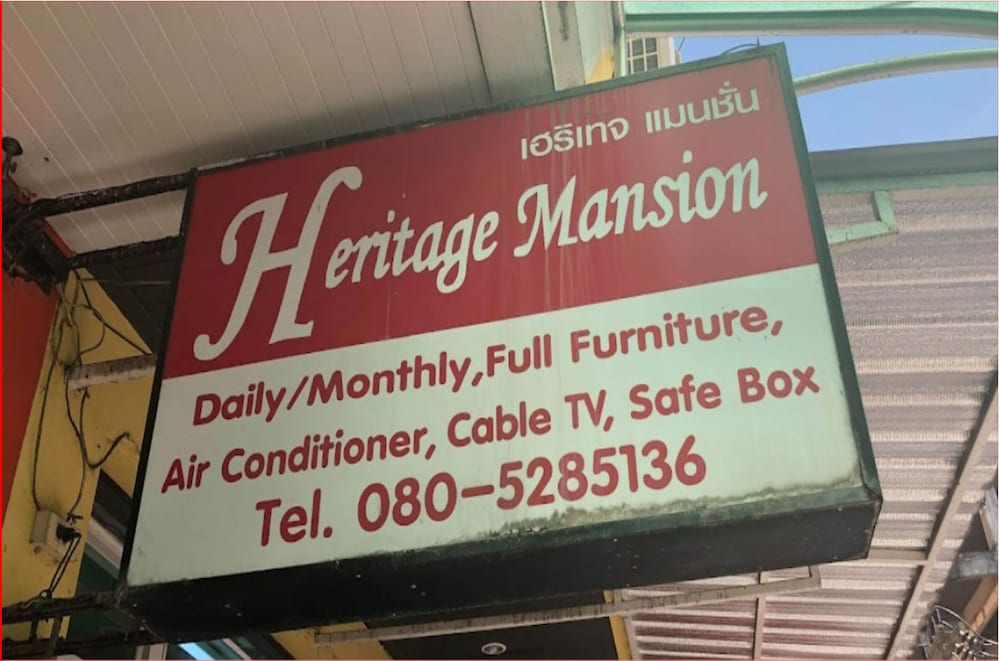 เฮริเทจ แมนชั่น
Heritage Mansion
Daily/Monthly,Full Furniture,
Air Conditioner, Cable TV, Safe Box
Tel. 080-5285136